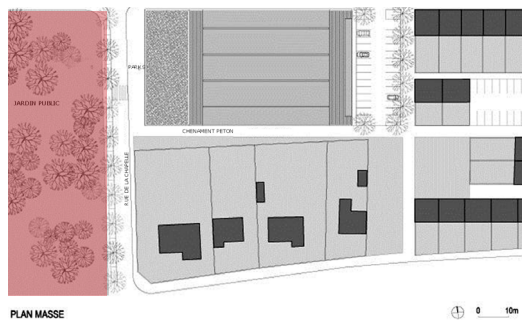 PARKING
JARDIN PUBLIC
CHEMINEMENT PIETON
RUE DE LA CHAPELLE
PLAN MASSE
0 10m